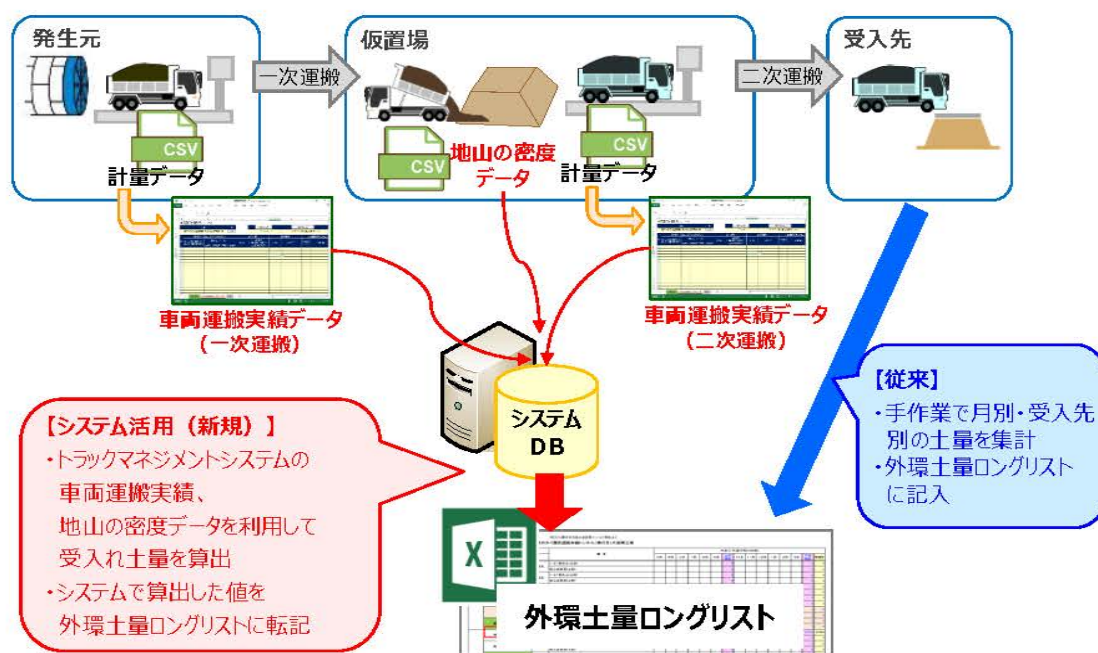 発生元
仮置場
受入先
一次運搬
二次運搬
CSV
計量データ
CSV
地山の密度
データ
CSV
計量データ
車両運搬実績データ
（一次運搬）
車両運搬実績データ
（二次運搬）
システム
DB
【システム活用（新規）】
・トラックマネジメントシステムの
車両運搬実績、
地山の密度データを利用して
受入れ土量を算出
・システムで算出した値を
外環土量ロングリストに転記
【従来】
・手作業で月別・受入先
別の土量を集計
・外環土量ロングリスト
に記入
X
外環土量ロングリスト